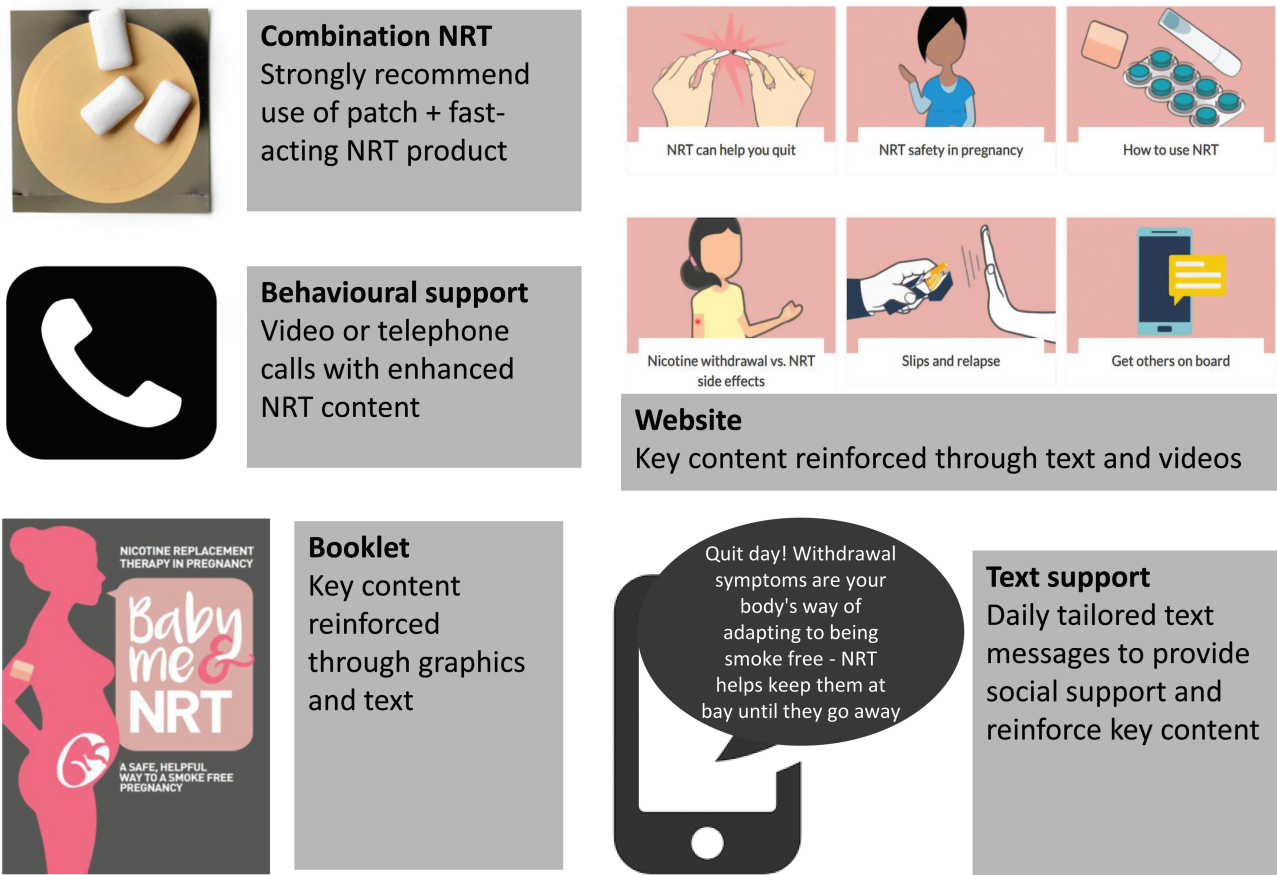 Combination NRT
Strongly recommend
use of patch + fast-
acting NRT product
NRT can help you quit
NRT safety in pregnancy
How to use NRT
Behavioural support
Video or telephone
calls with enhanced
NRT content
Nicotine withdrawal vs. NRT
side effects
Slips and relapse
Get others on board
Website
Key content reinforced through text and videos
NICOTINE REPLACEMENT
THERAPY IN PREGNANCY
Baby
me &
NRT
A SAFE, HELPFUL
WAY TO A SMOKE FREE
PREGNANCY
Booklet
Key content
reinforced
through graphics
and text
Quit day! Withdrawal
symptoms are your
body's way of
adapting to being
smoke free - NRT
helps keep them at
bay until they go away
Text support
Daily tailored text
messages to provide
social support and
reinforce key content